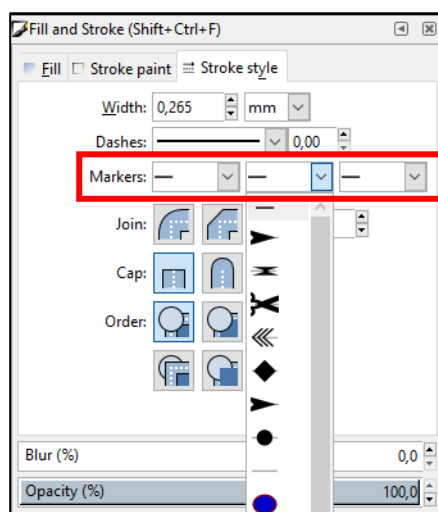 Fill and Stroke (Shift+Ctrl+F)
Fill Stroke paint Stroke style
Width: 0,265 mm
Dashes: 0,00
Markers:
Join:
Cap:
Order:
Blur (%) 0,0
Opacity (%) 100,0